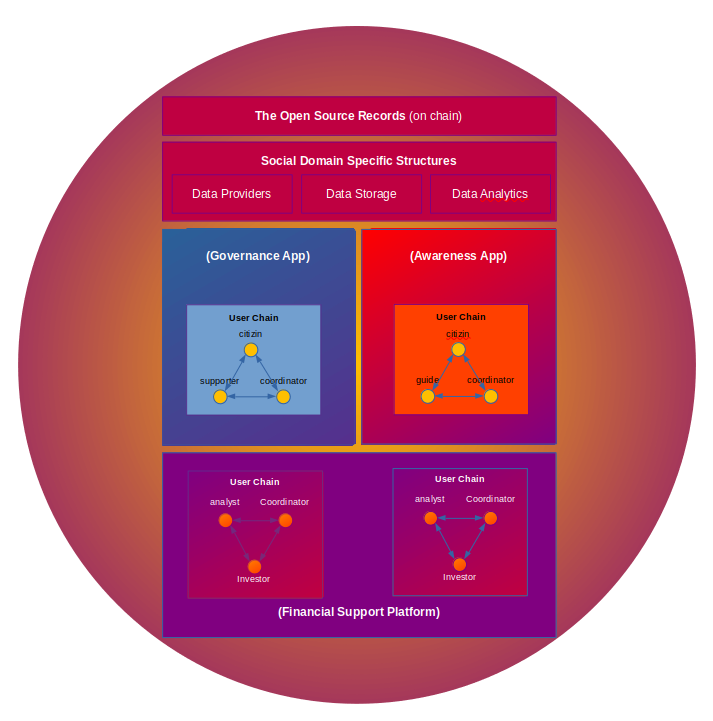 The Open Source Records (on chain)
Social Domain Specific Structures
Data Providers
Data Storage
Data Analytics
(Governance App)
User Chain
citizin
supporter
coordinator
(Awareness App)
User Chain
citizin
guide
coordinator
User Chain
analyst
Coordinator
Investor
User Chain
analyst
Coordinator
Investor
(Financial Support Platform)